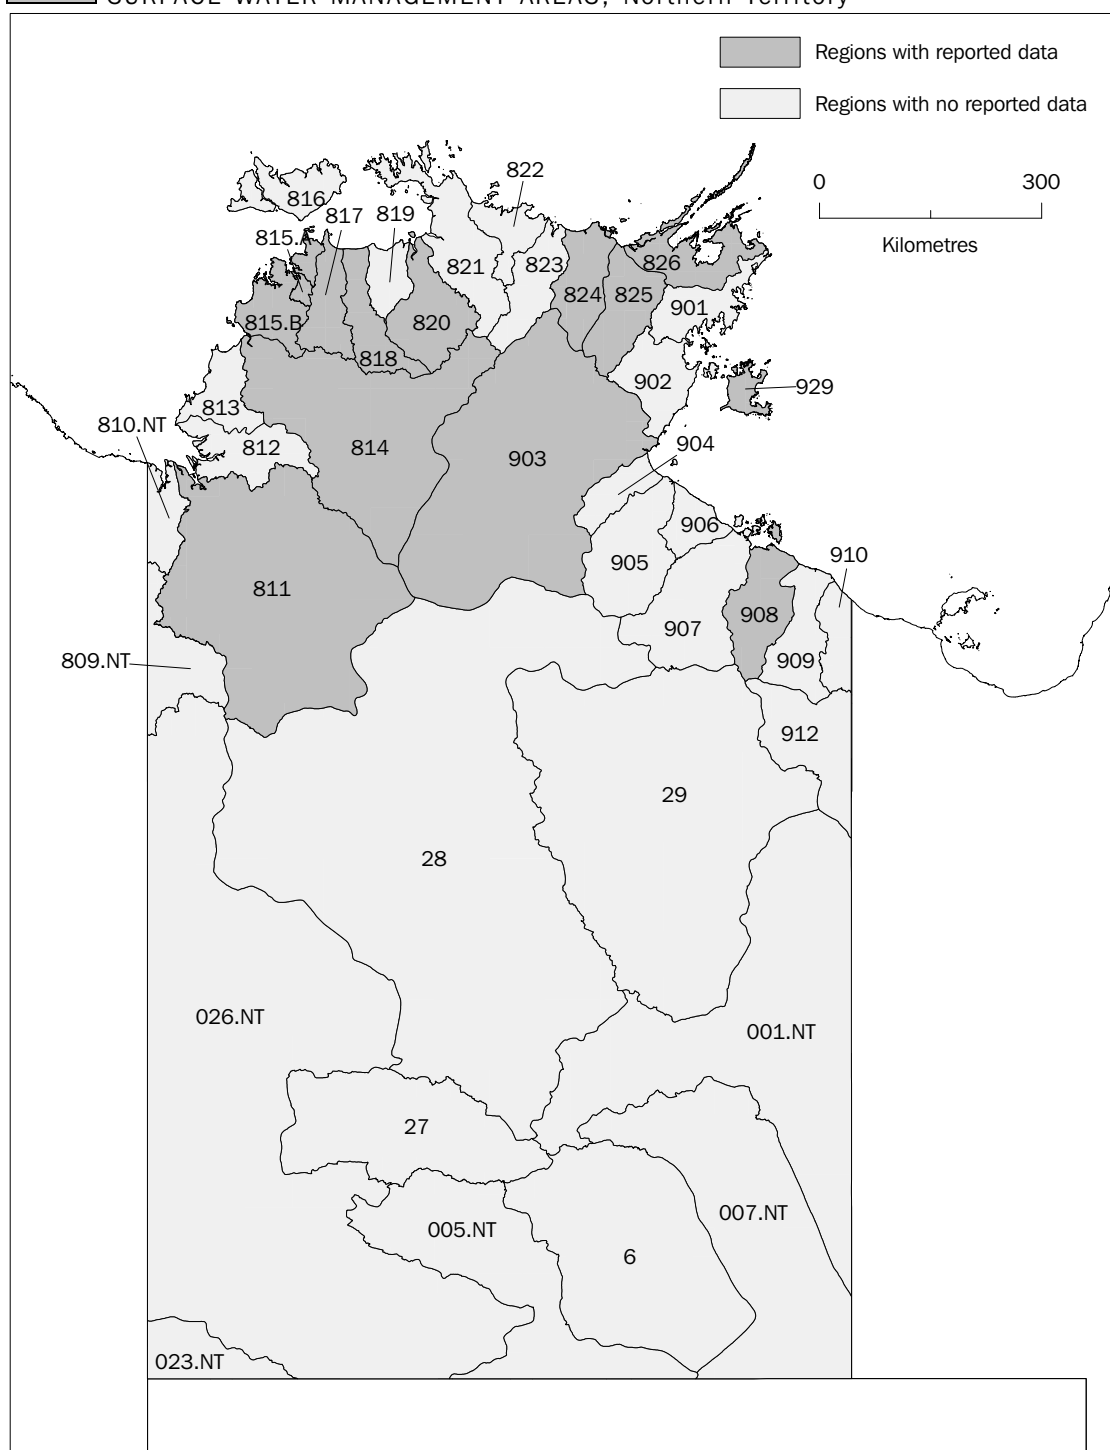 SURFACE WATER MANAGEMENT AREAS, Northern Territory
Regions with reported data
Regions with no reported data
0 300
Kilometres
822
816
817 819
815.A
821 823 826
824 825 901
815.B 820
818
902 929
813
810.NT
812 814 903 904
906
905 910
811
908
907
809.NT 909
912
29
28
026.NT
001.NT
27
007.NT
005.NT
6
023.NT